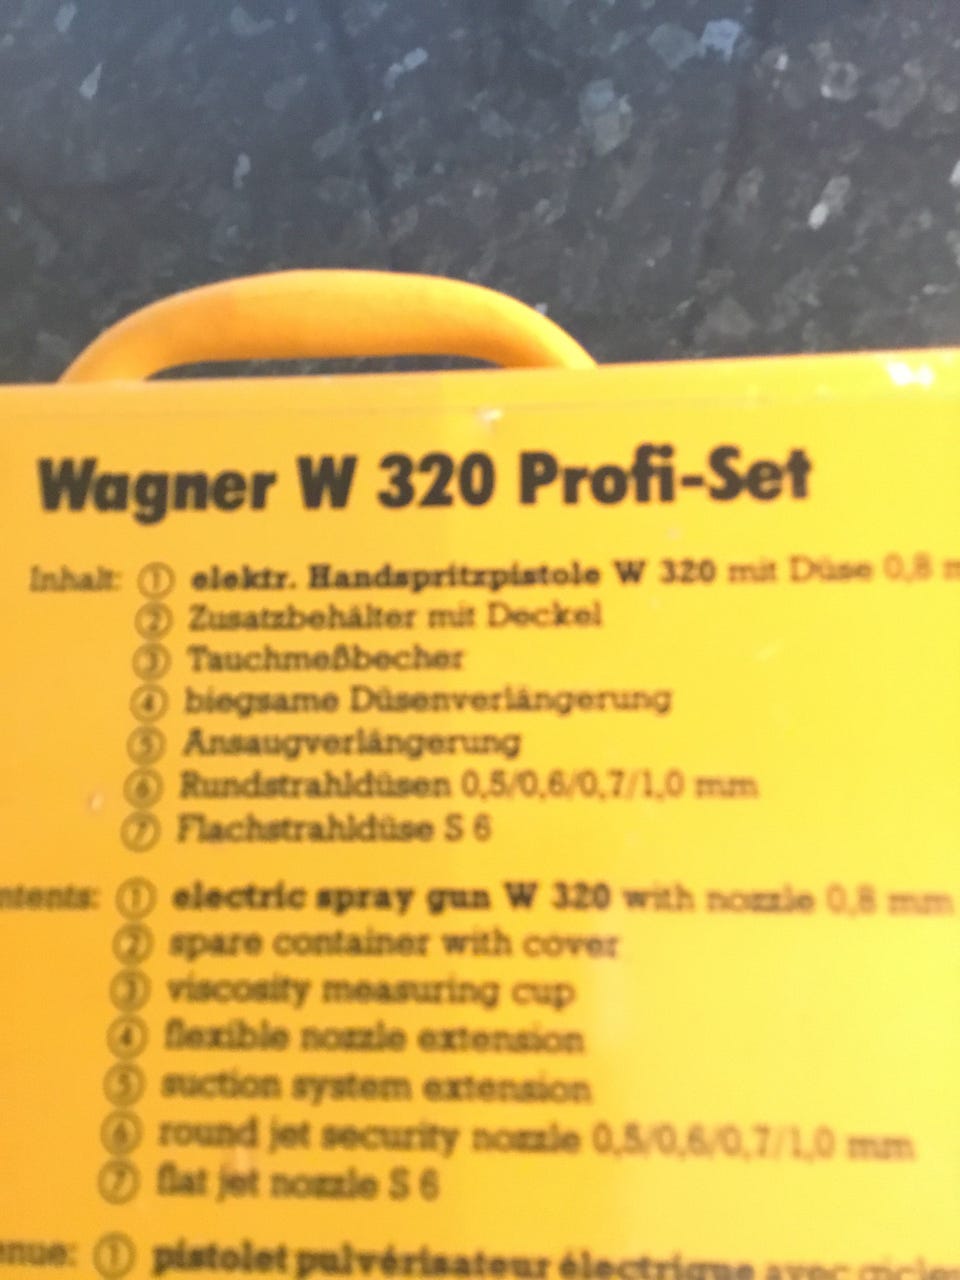 Wagner W 320 Profi-Set
Inhalt: ① elektr. Handspritzpistole W 320 mit Düse 0,8 m
② Zusatzbehälter mit Deckel
③ Tauchmeßbecher
④ biegsame Düsenverlängerung
⑤ Ansaugverlängerung
⑥ Rundstrahldüsen 0,5/0,6/0,7/1,0 mm
⑦ Flachstrahldüse S 6
ntents: ① electric spray gun W 320 with nozzle 0,8 mm
② spare container with cover
③ viscosity measuring cup
④ flexible nozzle extension
⑤ suction system extension
⑥ round jet security nozzle 0,5/0,6/0,7/1,0 mm
⑦ flat jet nozzle S 6
enue: ① pistolet pulvérisateur électrique avec gicle